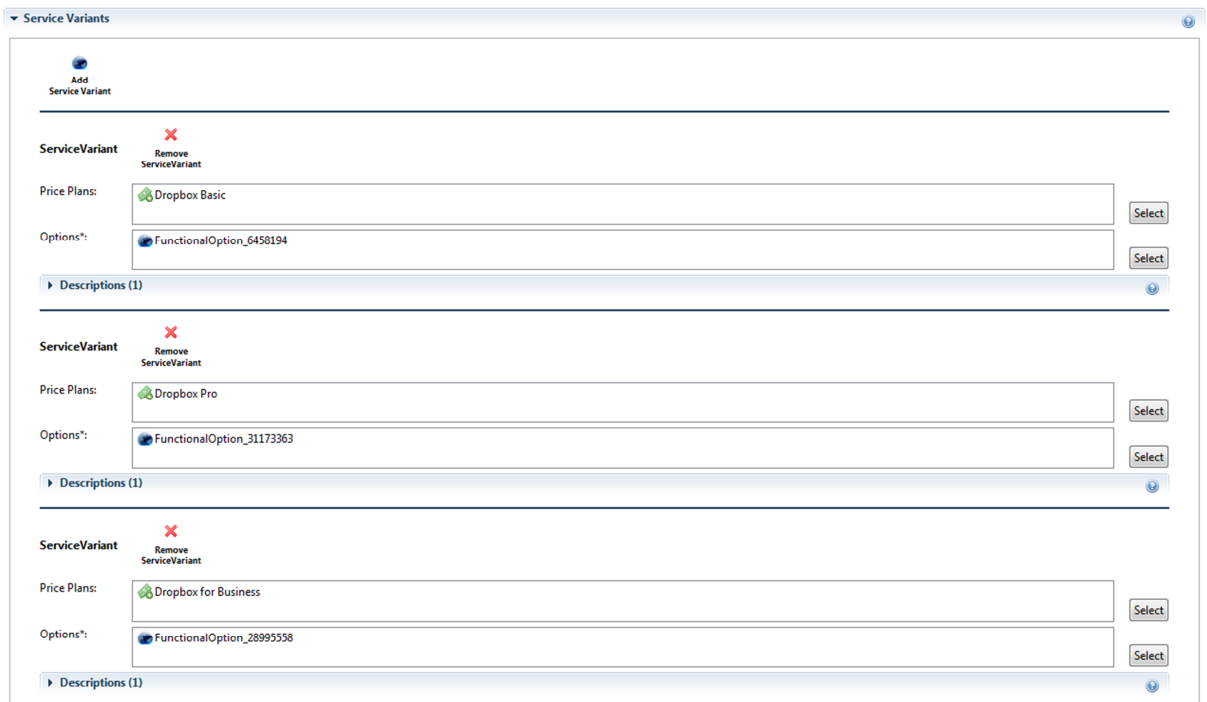 Service Variants
Add
Service Variant
ServiceVariant
Remove
ServiceVariant
Price Plans:
Dropbox Basic
Select
Options*:
FunctionalOption_6458194
Select
Descriptions (1)
ServiceVariant
Remove
ServiceVariant
Price Plans:
Dropbox Pro
Select
Options*:
FunctionalOption_31173363
Select
Descriptions (1)
ServiceVariant
Remove
ServiceVariant
Price Plans:
Dropbox for Business
Select
Options*:
FunctionalOption_28995558
Select
Descriptions (1)